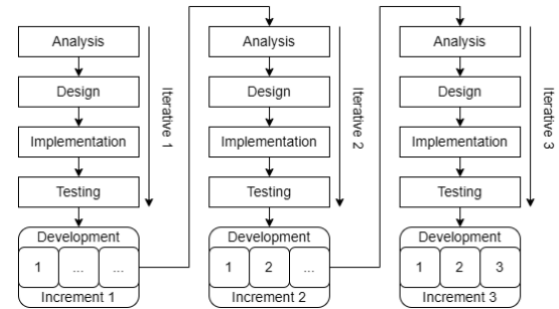 Analysis
Design
Implementation
Testing
Iterative 1
Development
1 ... ...
Increment 1
Analysis
Design
Implementation
Testing
Iterative 2
Development
1 2 ...
Increment 2
Analysis
Design
Implementation
Testing
Iterative 3
Development
1 2 3
Increment 3